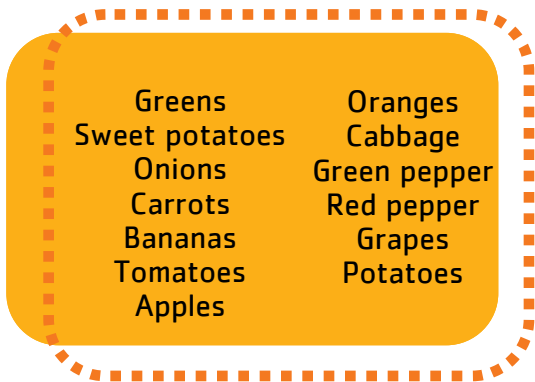 Greens
Sweet potatoes
Onions
Carrots
Bananas
Tomatoes
Apples
Oranges
Cabbage
Green pepper
Red pepper
Grapes
Potatoes